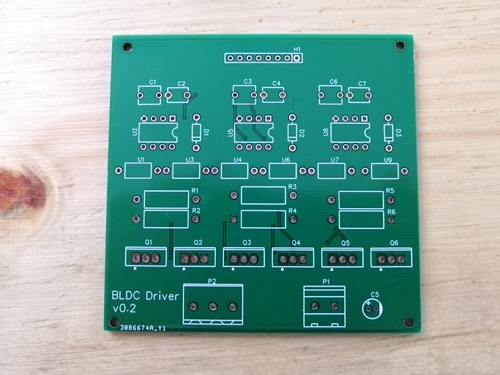 H1
C1 C2 C3 C4 C6 C7
U2 D1 U5 D2 U8 D3
U1 U3 U4 U6 U7 U9
R1 R3 R5
R2 R4 R6
Q1 Q2 Q3 Q4 Q5 Q6
P2 P1 C5
BLDC Driver
v0.2
3086674A_Y1